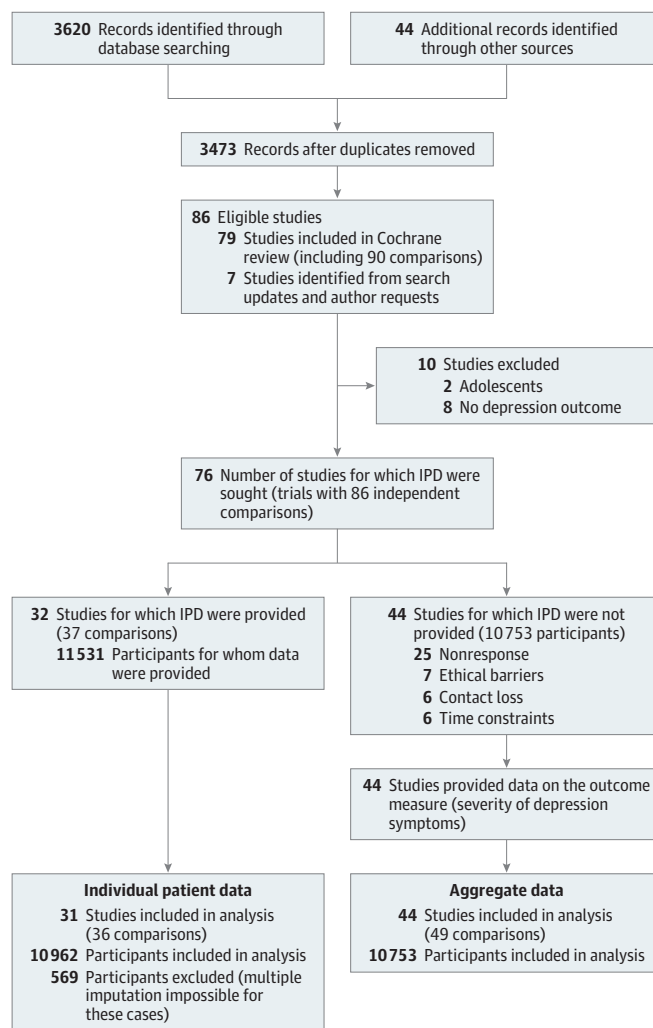 3620 Records identified through
database searching
44 Additional records identified
through other sources
3473 Records after duplicates removed
86 Eligible studies
79 Studies included in Cochrane
review (including 90 comparisons)
7 Studies identified from search
updates and author requests
10 Studies excluded
2 Adolescents
8 No depression outcome
76 Number of studies for which IPD were
sought (trials with 86 independent
comparisons)
32 Studies for which IPD were provided
(37 comparisons)
11531 Participants for whom data
were provided
44 Studies for which IPD were not
provided (10753 participants)
25 Nonresponse
7 Ethical barriers
6 Contact loss
6 Time constraints
44 Studies provided data on the outcome
measure (severity of depression
symptoms)
Individual patient data
31 Studies included in analysis
(36 comparisons)
10962 Participants included in analysis
569 Participants excluded (multiple
imputation impossible for
these cases)
Aggregate data
44 Studies included in analysis
(49 comparisons)
10753 Participants included in analysis